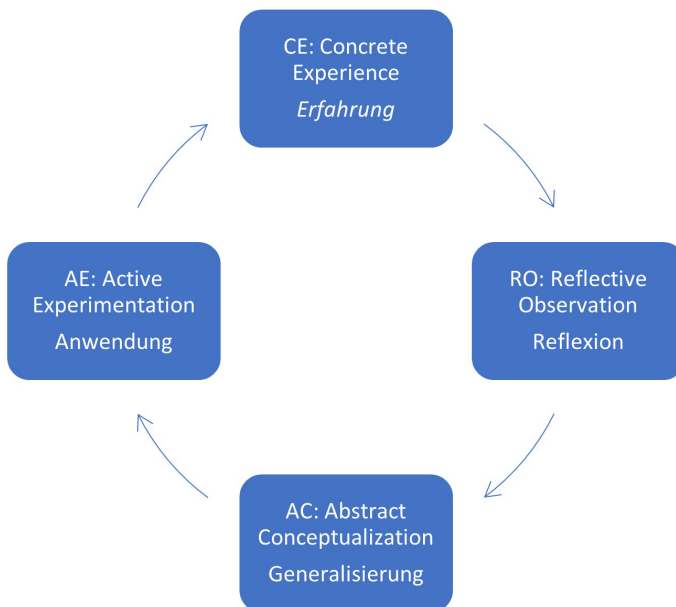 CE: Concrete
Experience
Erfahrung
AE: Active
Experimentation
Anwendung
RO: Reflective
Observation
Reflexion
AC: Abstract
Conceptualization
Generalisierung